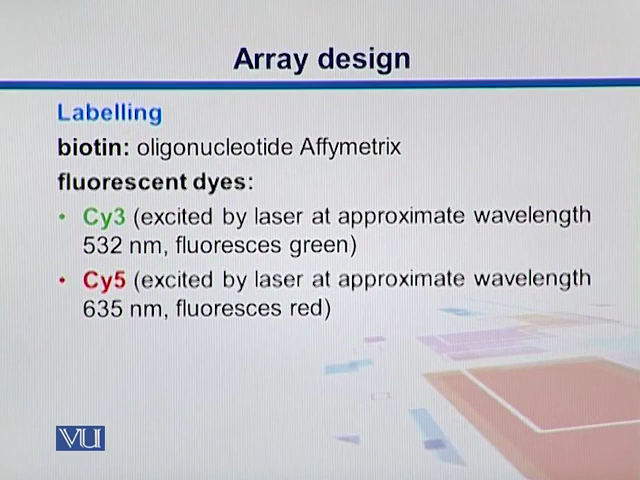 Array design
Labelling
biotin: oligonucleotide Affymetrix
fluorescent dyes:
• Cy3 (excited by laser at approximate wavelength
532 nm, fluoresces green)
• Cy5 (excited by laser at approximate wavelength
635 nm, fluoresces red)
VU